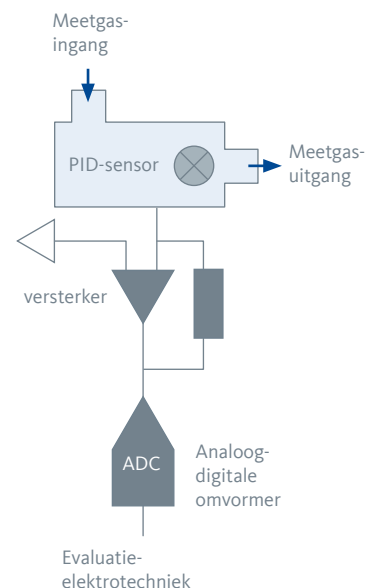 Meetgas-
ingang
PID-sensor
Meetgas-
uitgang
versterker
ADC
Analoog-
digitale
omvormer
Evaluatie-
elektrotechniek